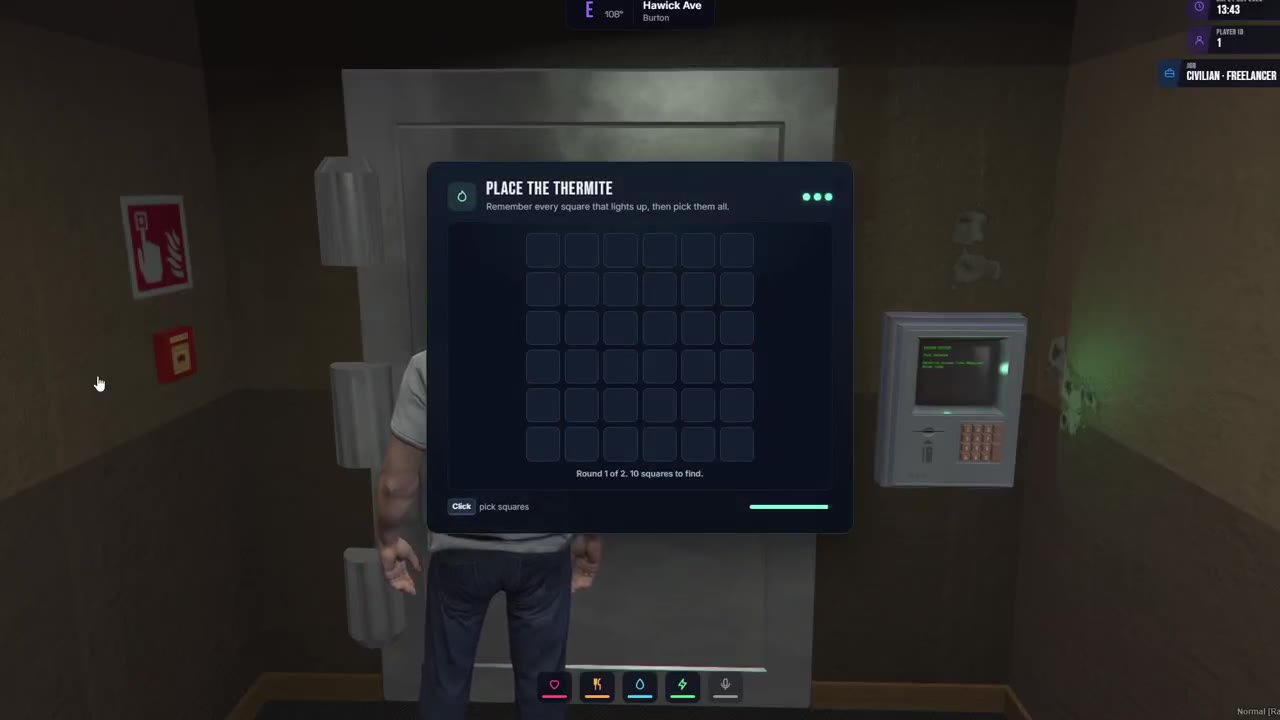 E
108°
Hawick Ave
Burton
13:43
PLAYER ID
1
JOB
CIVILIAN · FREELANCER
PLACE THE THERMITE
Remember every square that lights up, then pick them all.
Round 1 of 2. 10 squares to find.
Click pick squares